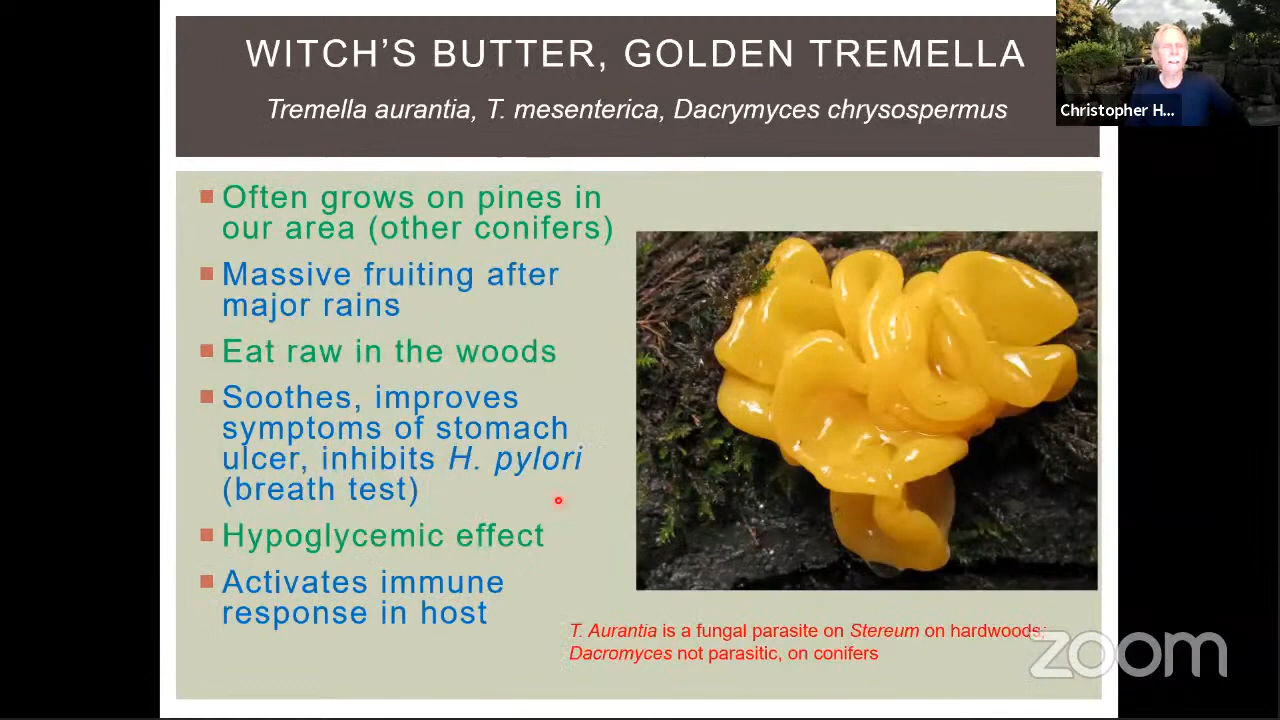 WITCH'S BUTTER, GOLDEN TREMELLA
Tremella aurantia, T. mesenterica, Dacrymyces chrysospermus
Christopher H...
Often grows on pines in
our area (other conifers)
Massive fruiting after
major rains
Eat raw in the woods
Soothes, improves
symptoms of stomach
ulcer, inhibits H. pylori
(breath test)
Hypoglycemic effect
Activates immune
response in host
T. Aurantia is a fungal parasite on Stereum on hardwoods;
Dacromyces not parasitic, on conifers
zoom